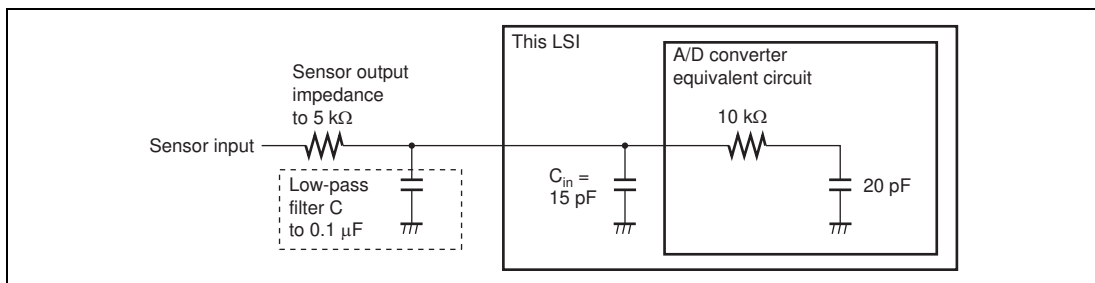 This LSI
A/D converter
equivalent circuit
Sensor output
impedance
to 5 kΩ
10 kΩ
Sensor input
Low-pass
filter C
to 0.1 μF
Cin =
15 pF
20 pF